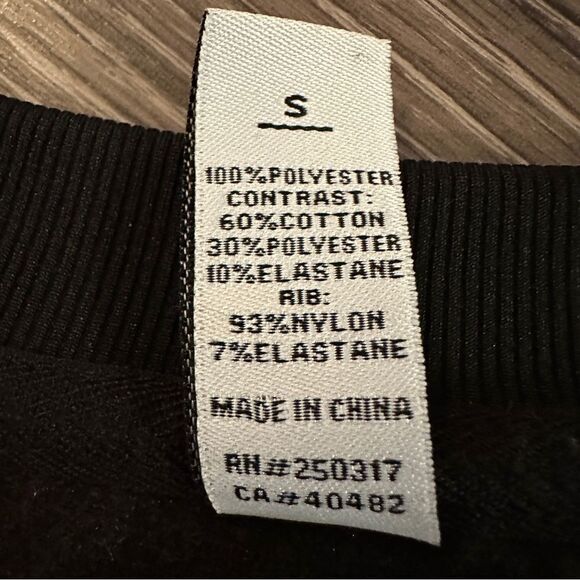 S
100%POLYESTER
CONTRAST:
60%COTTON
30%POLYESTER
10%ELASTANE
RIB:
93%NYLON
7%ELASTANE
MADE IN CHINA
RN#250317
CA#40482